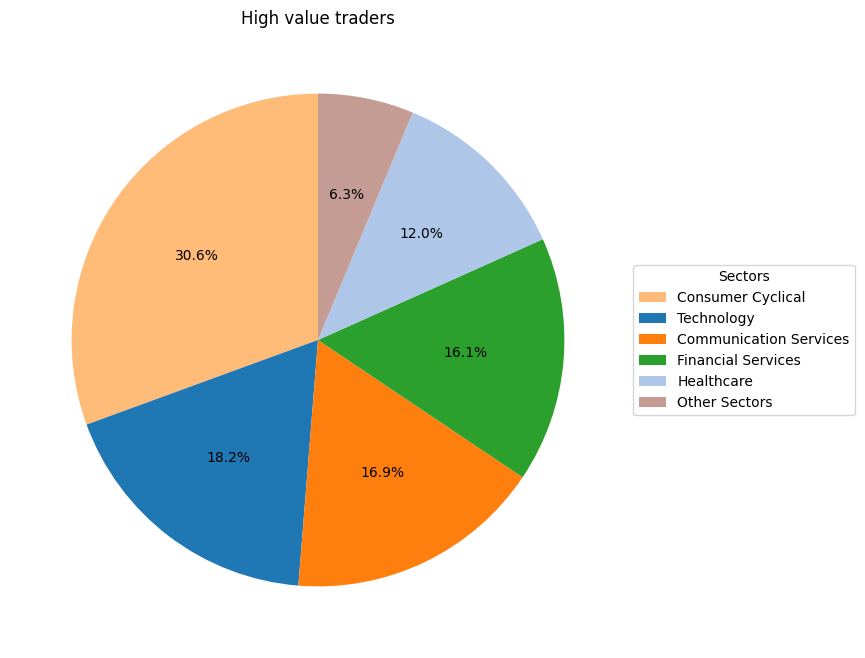 High value traders
6.3%
12.0%
30.6%
16.1%
18.2%
16.9%
Sectors
Consumer Cyclical
Technology
Communication Services
Financial Services
Healthcare
Other Sectors